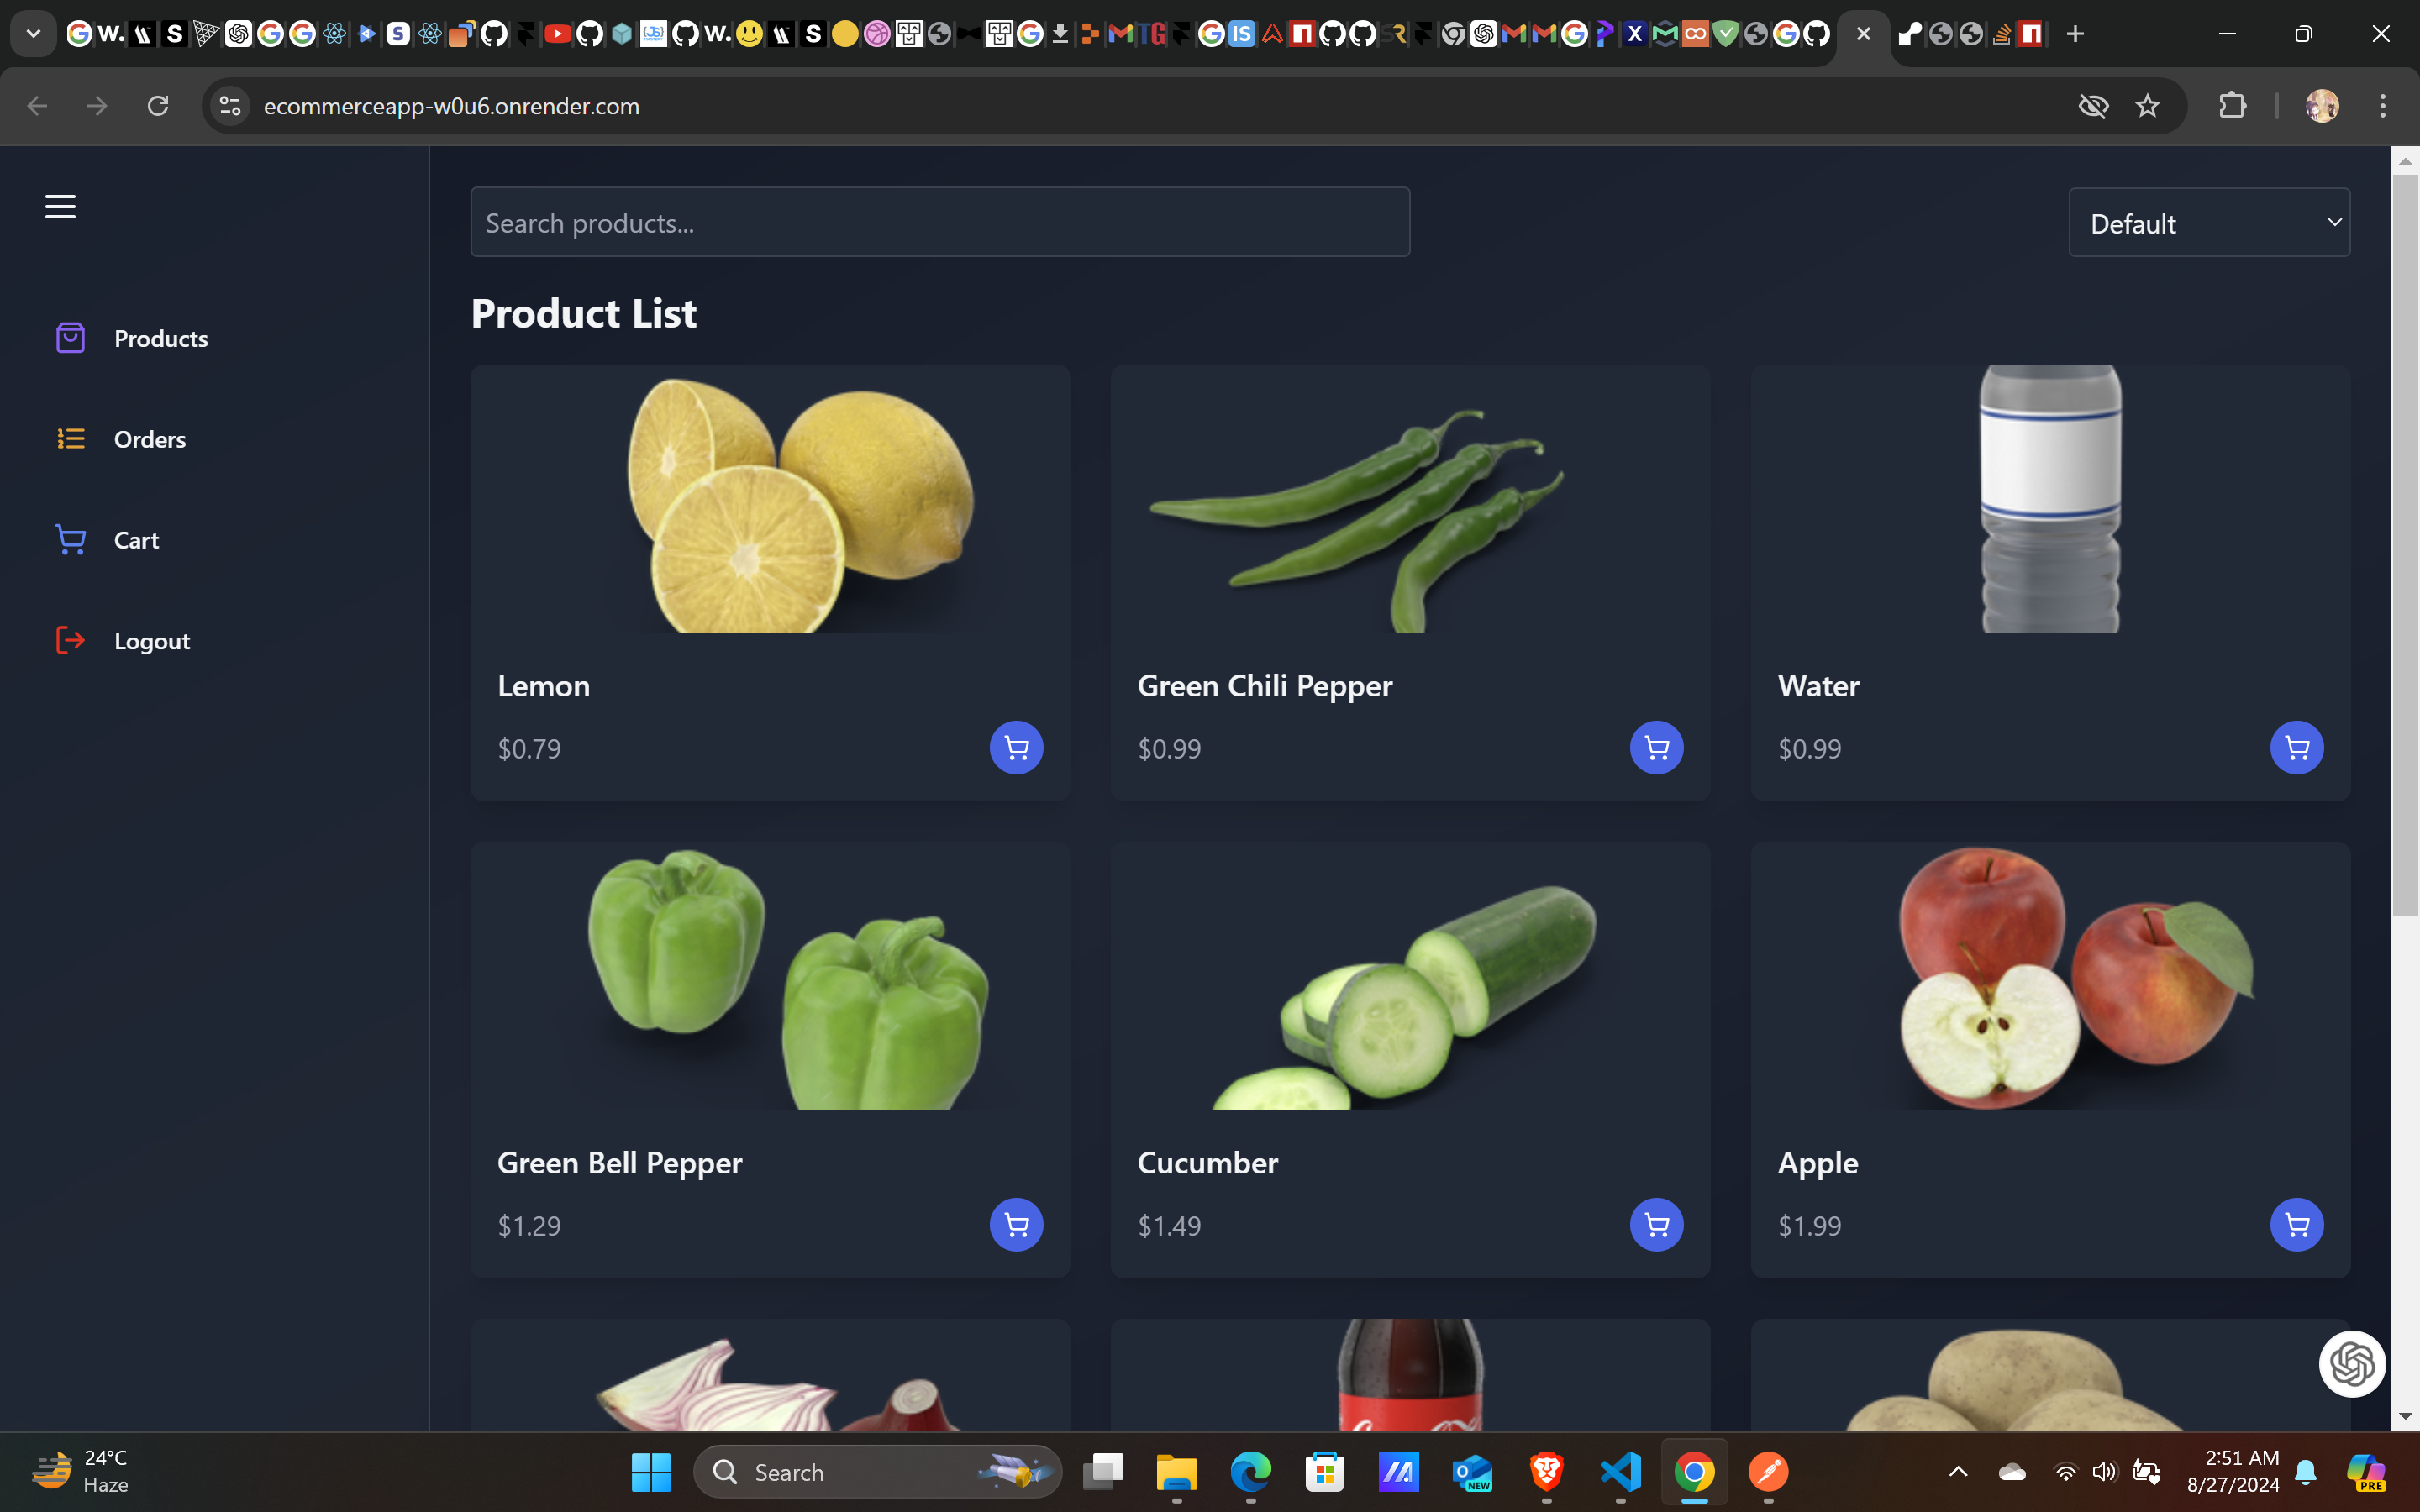 ecommerceapp-w0u6.onrender.com
Search products...
Default
Product List
Products
Orders
Cart
Logout
Lemon
$0.79
Green Chili Pepper
$0.99
Water
$0.99
Green Bell Pepper
$1.29
Cucumber
$1.49
Apple
$1.99
24°C
Haze
Search
NEW
2:51 AM
8/27/2024
PRE